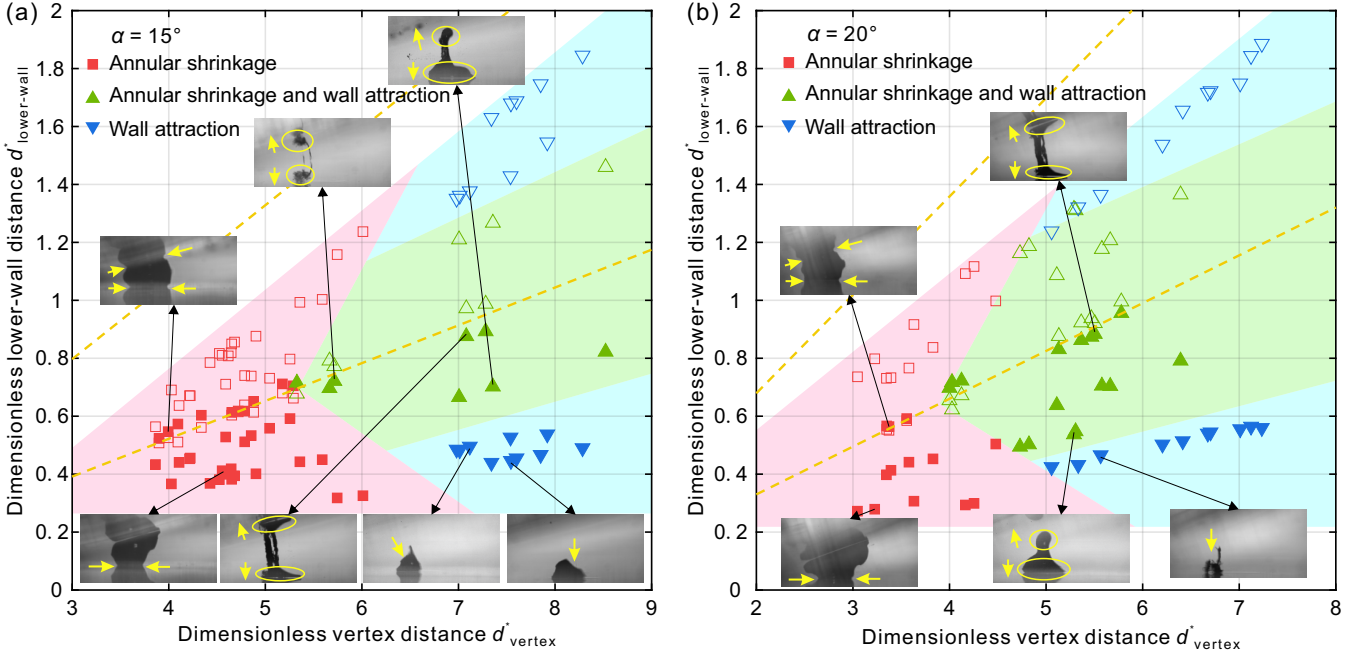 (a)
α = 15°
Annular shrinkage
Annular shrinkage and wall attraction
Wall attraction
Dimensionless lower-wall distance d*lower-wall
2
1.8
1.6
1.4
1.2
1
0.8
0.6
0.4
0.2
0
3 4 5 6 7 8 9
Dimensionless vertex distance d*vertex
(b)
α = 20°
Annular shrinkage
Annular shrinkage and wall attraction
Wall attraction
Dimensionless lower-wall distance d*lower-wall
2
1.8
1.6
1.4
1.2
1
0.8
0.6
0.4
0.2
0
2 3 4 5 6 7 8
Dimensionless vertex distance d*vertex